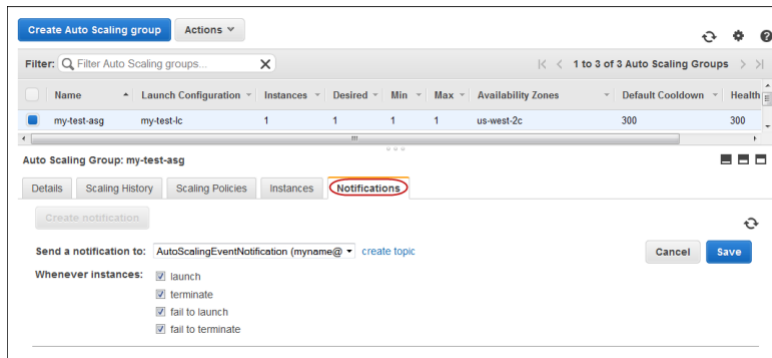 Create Auto Scaling group Actions
Filter: Filter Auto Scaling groups... 1 to 3 of 3 Auto Scaling Groups
Name Launch Configuration Instances Desired Min Max Availability Zones Default Cooldown Health
my-test-asg my-test-lc 1 1 1 1 us-west-2c 300 300
Auto Scaling Group: my-test-asg
Details Scaling History Scaling Policies Instances Notifications
Create notification
Send a notification to: AutoScalingEventNotification (myname@ create topic Cancel Save
Whenever instances: launch
terminate
fail to launch
fail to terminate